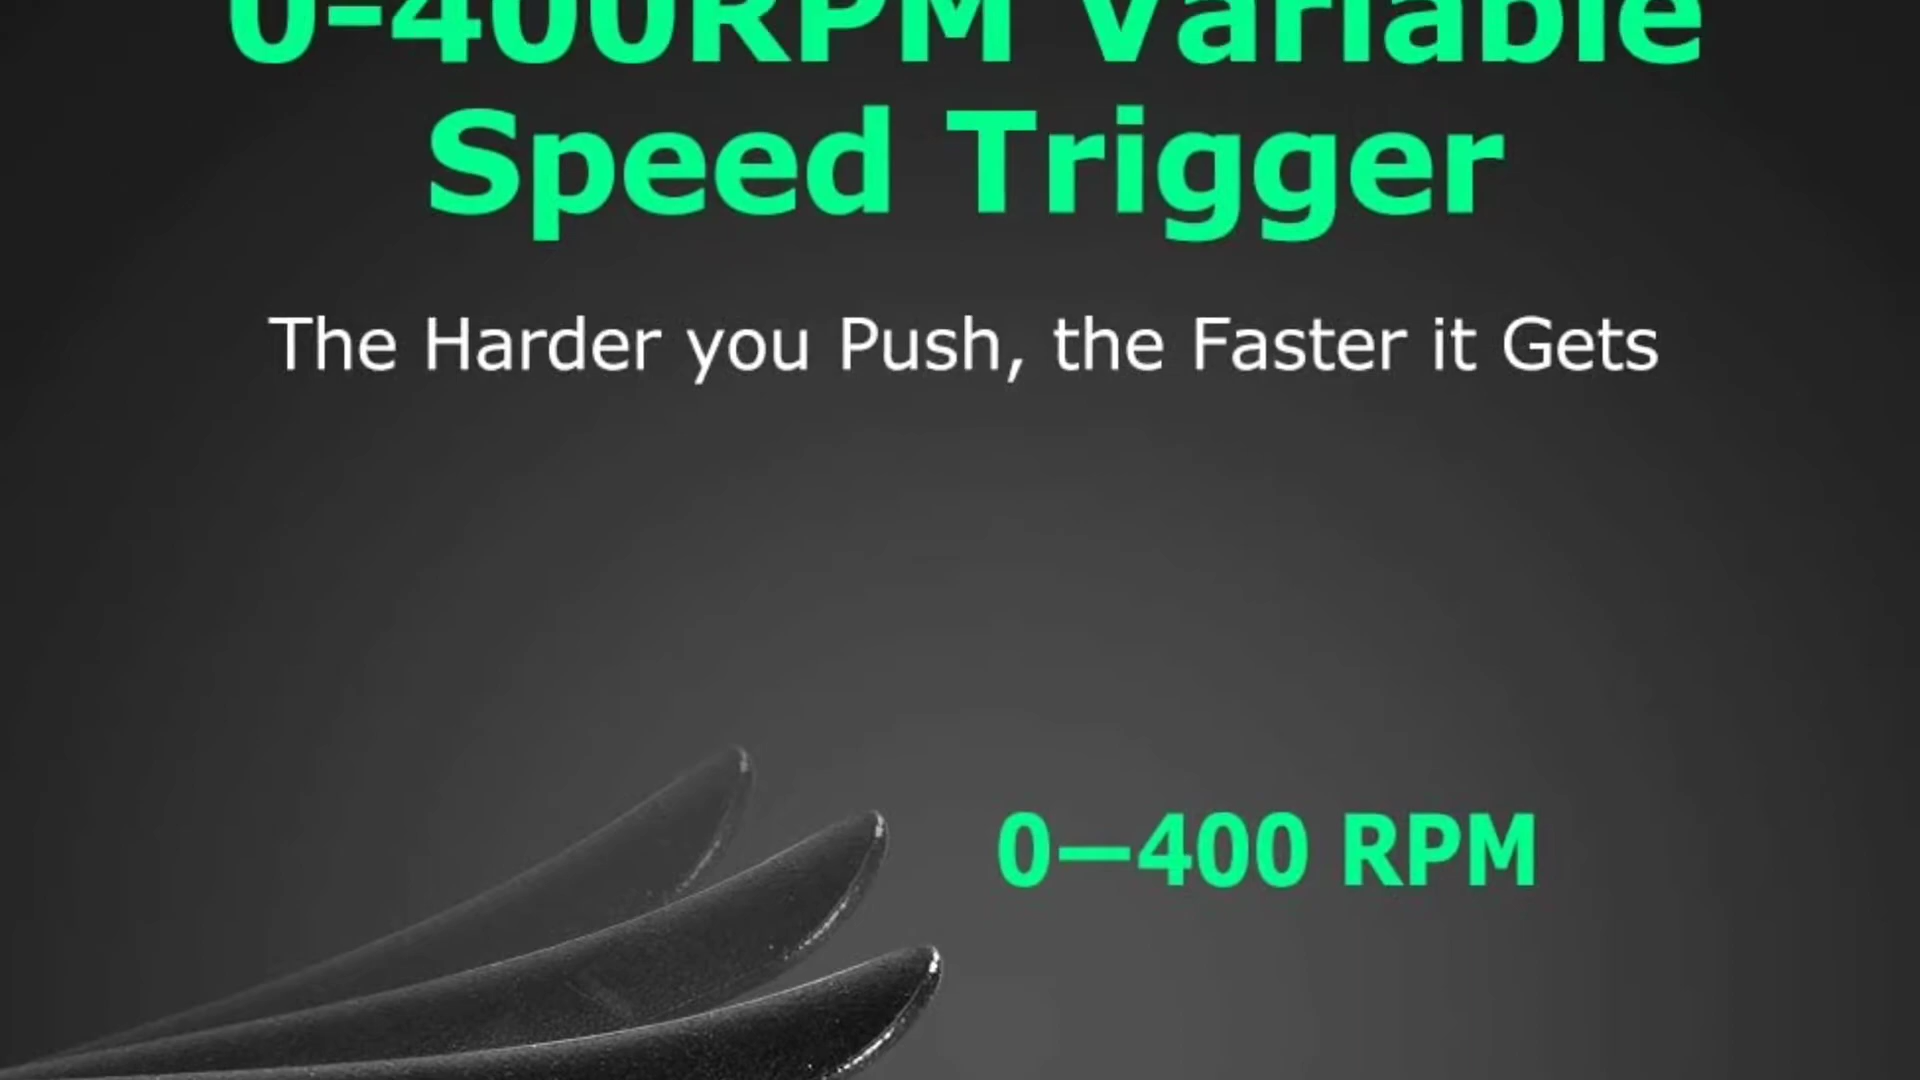 0-400RPM Variable
Speed Trigger
The Harder you Push, the Faster it Gets
0—400 RPM